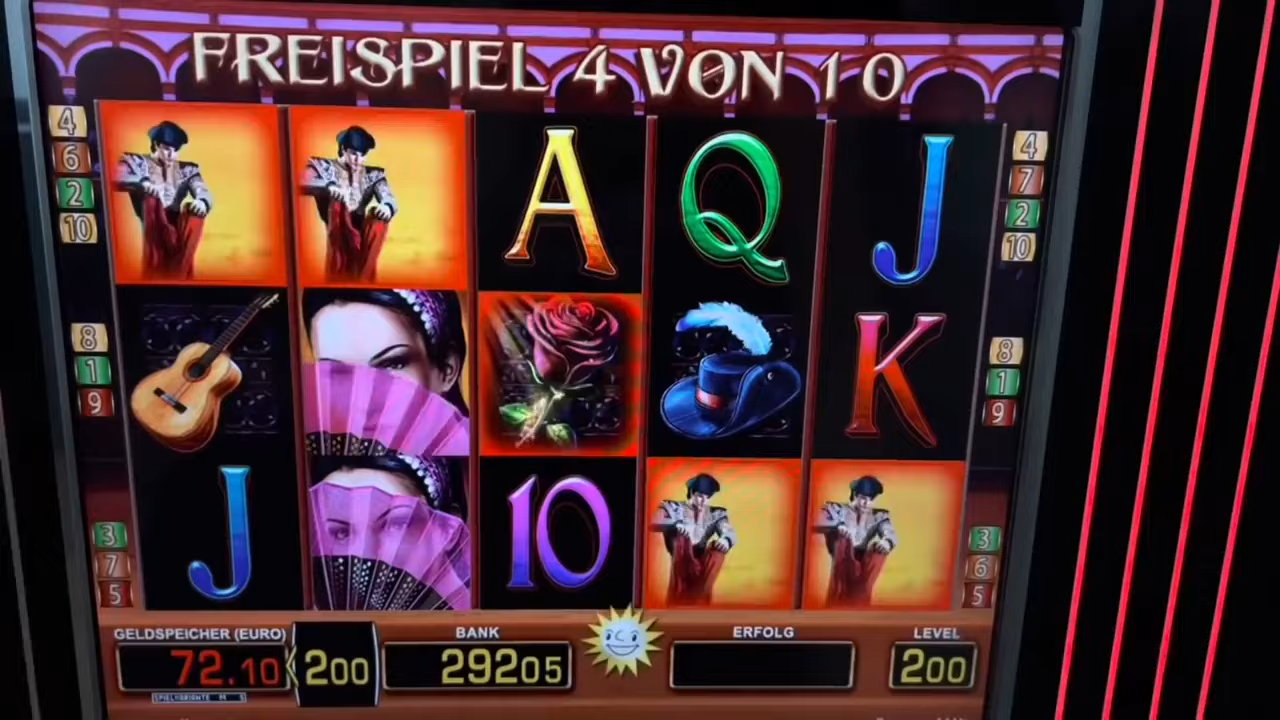 FREISPIEL 4 VON 10
4
6
2
10
A
Q
J
4
7
2
10
8
1
9
K
8
1
9
3
7
5
J
10
3
6
5
GELDSPEICHER (EURO)
BANK
ERFOLG
LEVEL
72.10
200
29205
200